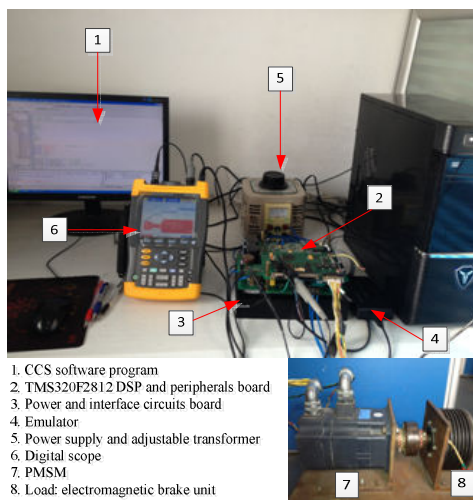 1
5
2
6
3
4
1. CCS software program
2. TMS320F2812 DSP and peripherals board
3. Power and interface circuits board
4. Emulator
5. Power supply and adjustable transformer
6. Digital scope
7. PMSM
8. Load: electromagnetic brake unit
7
8